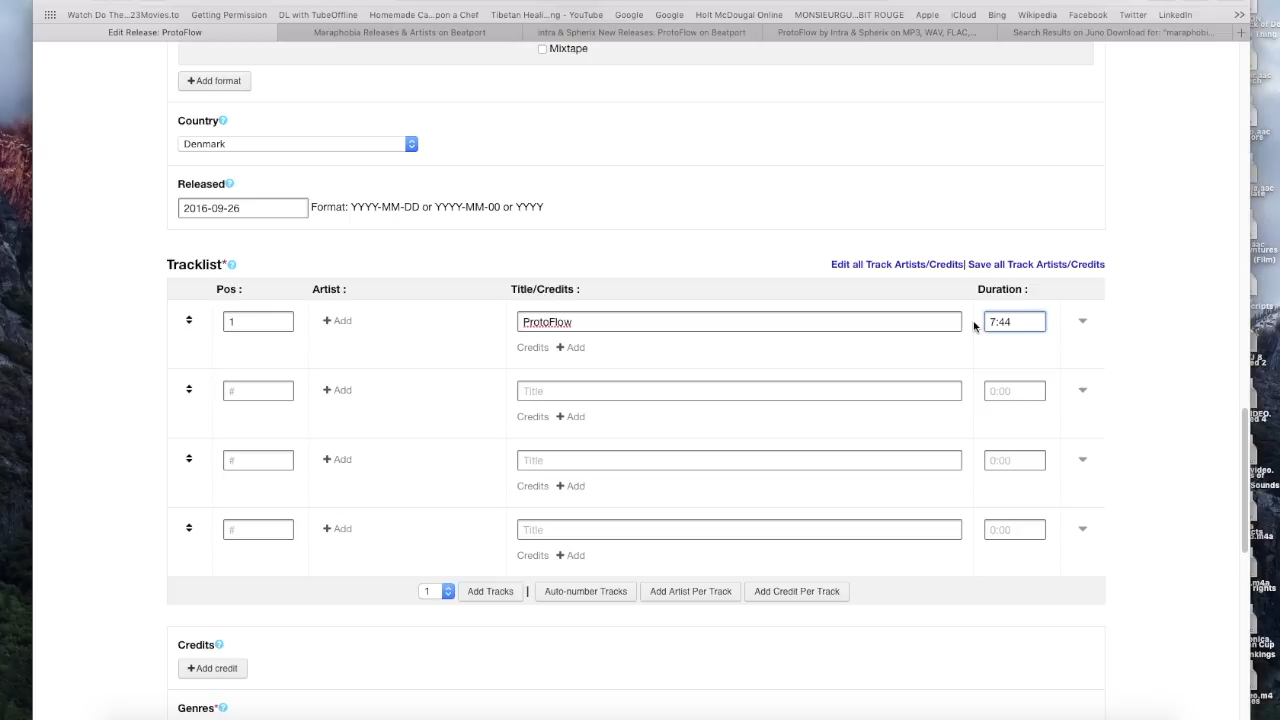 Watch Do The...23Movies.to Getting Permission DL with TubeOffline Homemade Ca...pon a Chef Tibetan Heali...ng - YouTube Google Google Holt McDougal Online MONSIEURGU...BIT ROUGE Apple iCloud Bing Wikipedia Facebook Twitter LinkedIn
Edit Release: ProtoFlow Maraphobia Releases & Artists on Beatport Intra & Spherix New Releases: ProtoFlow on Beatport ProtoFlow by Intra & Spherix on MP3, WAV, FLAC,... Search Results on Juno Download for: "maraphobi...
Mixtape
+Add format
Country
Denmark
Released
2016-09-26 Format: YYYY-MM-DD or YYYY-MM-00 or YYYY
Tracklist* Edit all Track Artists/Credits| Save all Track Artists/Credits
Pos : Artist : Title/Credits : Duration :
1 + Add ProtoFlow 7:44
Credits + Add
# + Add Title 0:00
Credits + Add
# + Add Title 0:00
Credits + Add
# + Add Title 0:00
Credits + Add
1 Add Tracks | Auto-number Tracks Add Artist Per Track Add Credit Per Track
Credits
+Add credit
Genres*